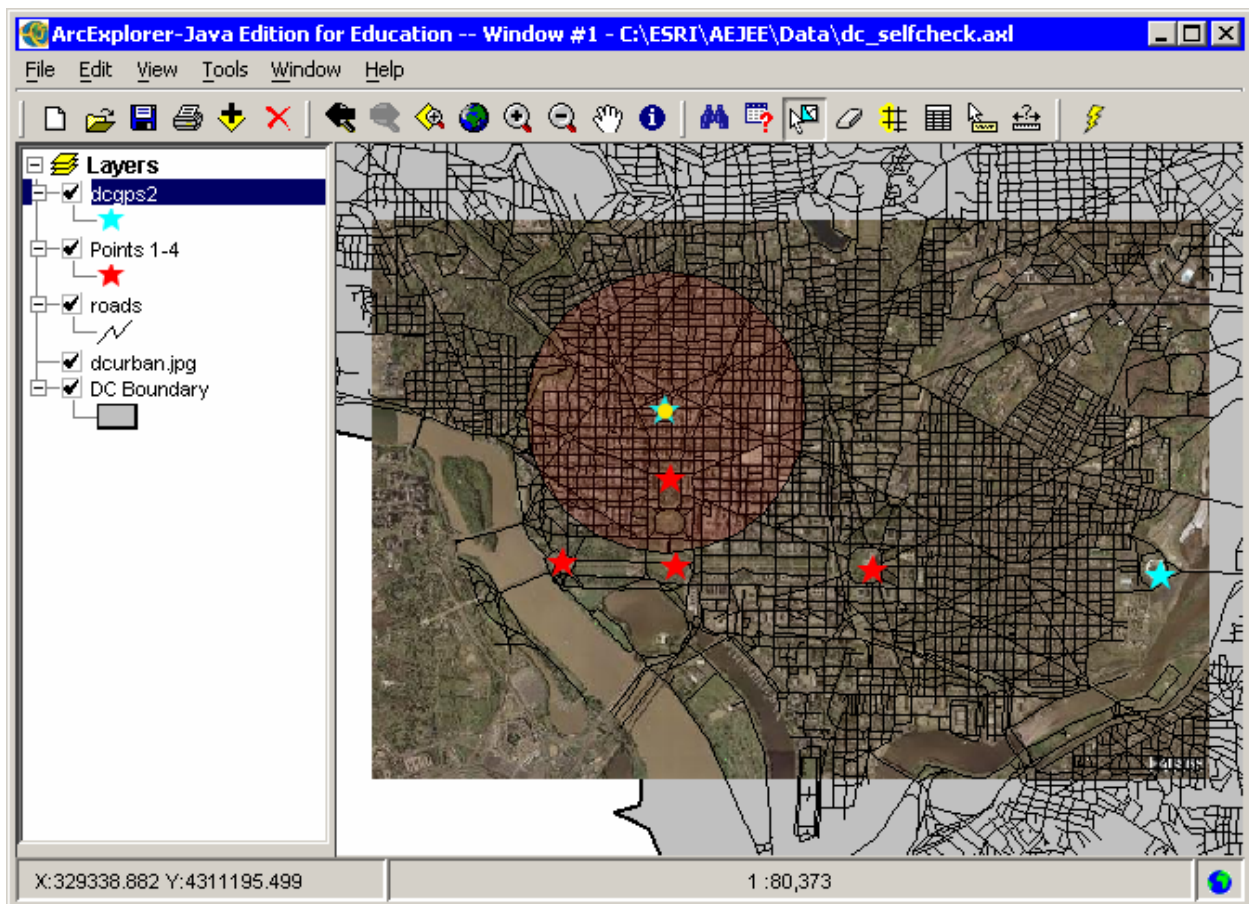 ArcExplorer-Java Edition for Education -- Window #1 - C:\ESRI\AEJEE\Data\dc_selfcheck.axl
File Edit View Tools Window Help
Layers
dcgps2
Points 1-4
roads
dcurban.jpg
DC Boundary
X:329338.882 Y:4311195.499
1 :80,373